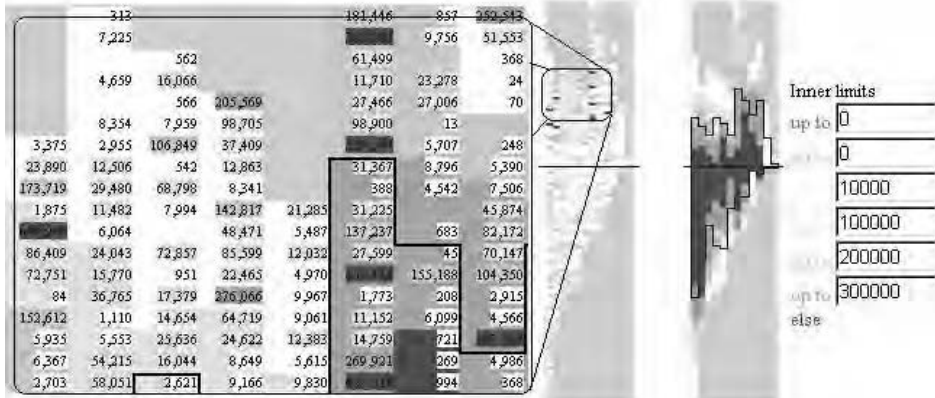 313 181,446 857 252,543
7,225 9,756 51,553
562 61,499 368
4,659 16,066 11,710 23,278 24
566 205,569 27,466 27,006 70
8,354 7,959 98,705 98,900 13
3,375 2,955 106,849 37,409 5,707 248
23,890 12,506 542 12,863 31,367 8,796 5,390
173,719 29,480 68,798 8,341 388 4,542 7,506
1,875 11,482 7,994 142,817 21,285 31,225 45,874
6,064 48,471 5,487 137,237 683 82,172
86,409 24,043 72,857 85,599 12,032 27,599 45 70,147
72,751 15,770 951 22,465 4,970 155,188 104,350
84 36,765 17,379 276,066 9,967 1,773 208 2,915
152,612 1,110 14,654 64,719 9,061 11,152 6,099 4,566
5,935 5,553 25,636 24,622 12,383 14,759 721
6,367 54,215 16,044 8,649 5,615 269,921 269 4,986
2,703 58,051 2,621 9,166 9,830 994 368
Inner limits
up to 0
0
10000
100000
200000
up to 300000
else